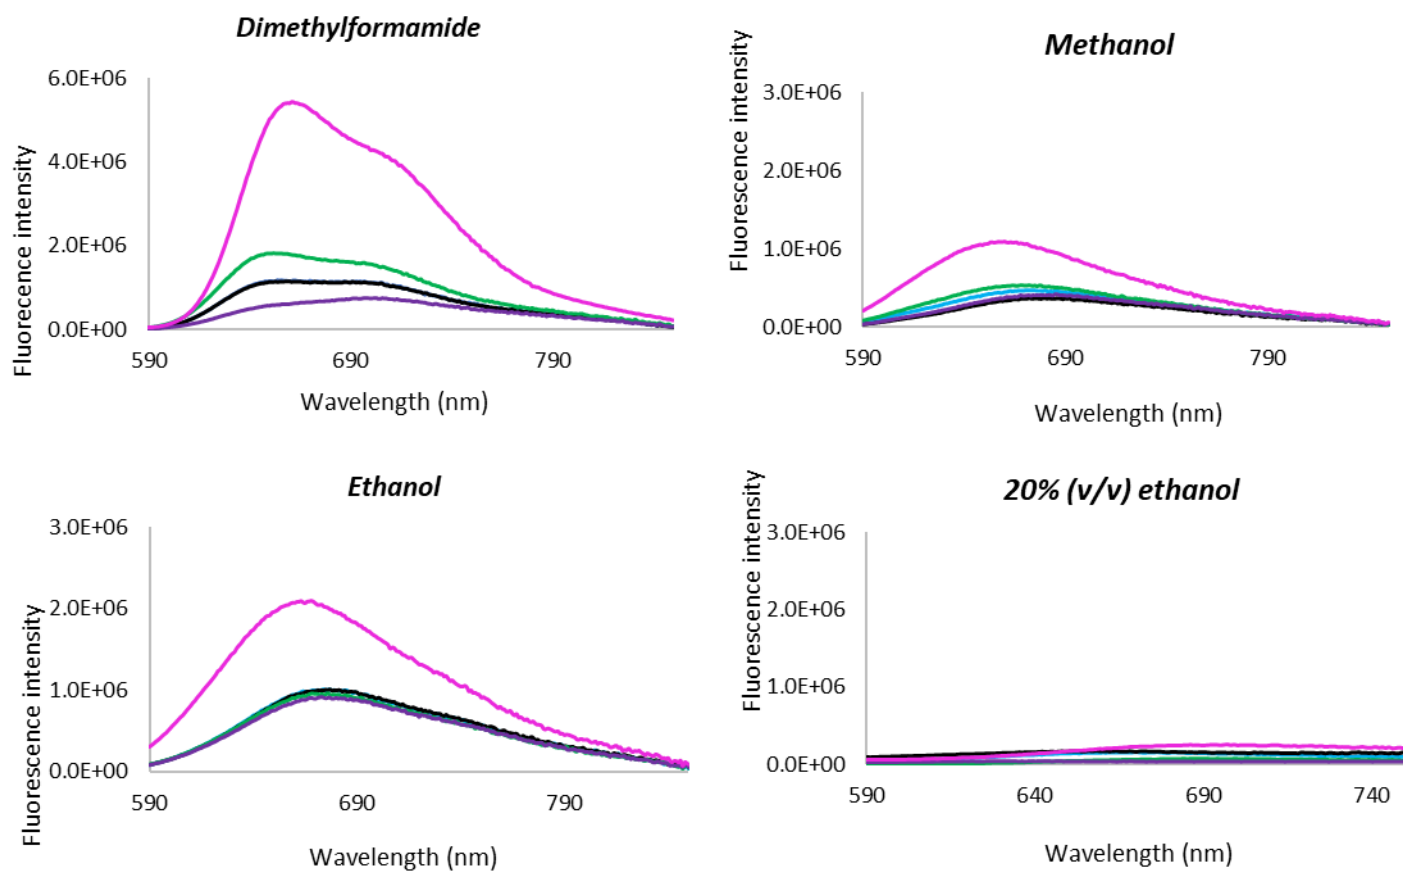 Dimethylformamide
6.0E+06
4.0E+06
2.0E+06
0.0E+00
590
690
790
Fluorecence intensity
Wavelength (nm)
Methanol
3.0E+06
2.0E+06
1.0E+06
0.0E+00
590
690
790
Fluorescence intensity
Wavelength (nm)
Ethanol
3.0E+06
2.0E+06
1.0E+06
0.0E+00
590
690
790
Fluorescence intensity
Wavelength (nm)
20% (v/v) ethanol
3.0E+06
2.0E+06
1.0E+06
0.0E+00
590
640
690
740
Fluorescence intensity
Wavelength (nm)